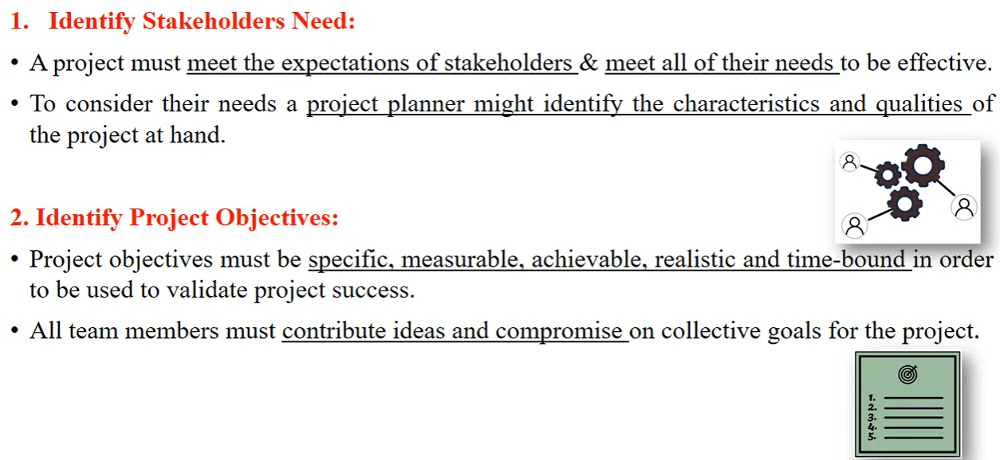 1. Identify Stakeholders Need:
• A project must meet the expectations of stakeholders & meet all of their needs to be effective.
• To consider their needs a project planner might identify the characteristics and qualities of
the project at hand.
2. Identify Project Objectives:
• Project objectives must be specific, measurable, achievable, realistic and time-bound in order
to be used to validate project success.
• All team members must contribute ideas and compromise on collective goals for the project.
1.
2.
3.
4.
5.